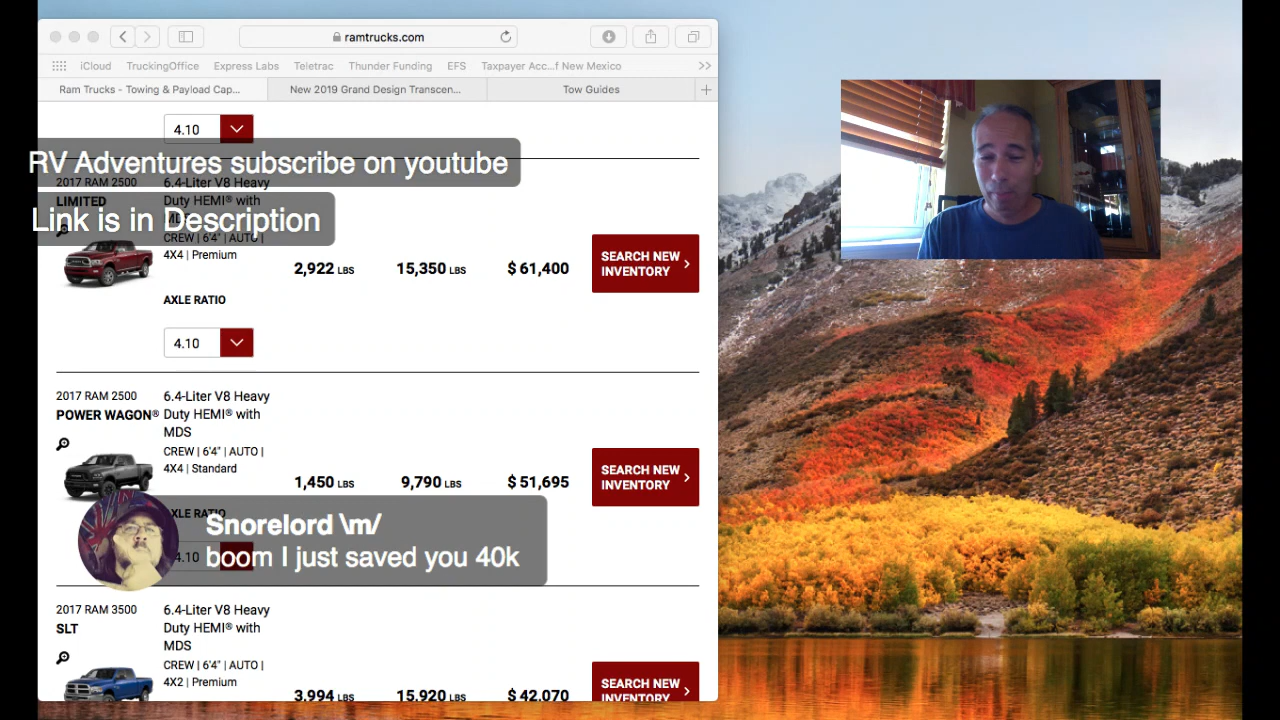 ramtrucks.com
iCloud TruckingOffice Express Labs Teletrac Thunder Funding EFS Taxpayer Acc...f New Mexico >>
Ram Trucks - Towing & Payload Cap... New 2019 Grand Design Transcen... Tow Guides +
4.10
RV Adventures subscribe on youtube
2017 RAM 2500 6.4-Liter V8 Heavy
LIMITED Duty HEMI® with
MDS
Link is in Description
CREW | 6'4" | AUTO |
4X4 | Premium
2,922 LBS 15,350 LBS $ 61,400 SEARCH NEW INVENTORY
AXLE RATIO
4.10
2017 RAM 2500 6.4-Liter V8 Heavy
POWER WAGON® Duty HEMI® with
MDS
CREW | 6'4" | AUTO |
4X4 | Standard
1,450 LBS 9,790 LBS $ 51,695 SEARCH NEW INVENTORY
AXLE RATIO
Snorelord \m/
4.10
boom I just saved you 40k
2017 RAM 3500 6.4-Liter V8 Heavy
SLT Duty HEMI® with
MDS
CREW | 6'4" | AUTO |
4X2 | Premium
3,994 LBS 15,920 LBS $ 42,070 SEARCH NEW INVENTORY